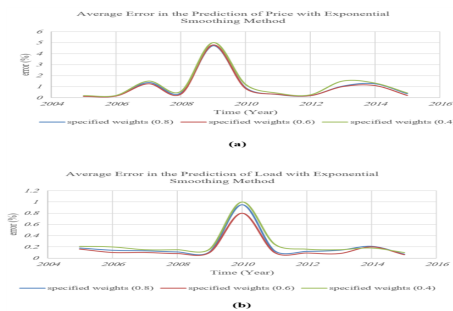 Average Error in the Prediction of Price with Exponential
Smoothing Method
error (%)
6
5
4
3
2
1
0
2004 2006 2008 2010 2012 2014 2016
Time (Year)
specified weights (0.8) specified weights (0.6) specified weights (0.4
(a)
Average Error in the Prediction of Load with Exponential
Smoothing Method
error (%)
1.2
1
0.8
0.6
0.4
0.2
0
2004 2006 2008 2010 2012 2014 2016
Time (Year)
specified weights (0.8) specified weights (0.6) specified weights (0.4)
(b)